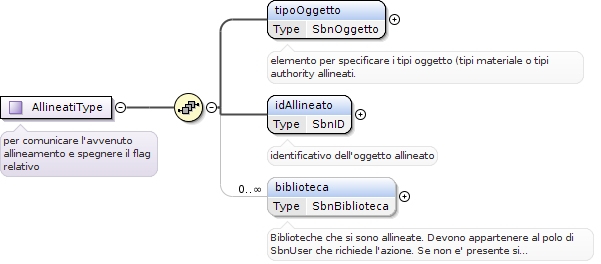 tipoOggetto
Type SbnOggetto
elemento per specificare i tipi oggetto (tipi materiale o tipi
authority allineati.
AllineatiType
per comunicare l'avvenuto
allineamento e spegnere il flag
relativo
idAllineato
Type SbnID
identificativo dell'oggetto allineato
0..∞
biblioteca
Type SbnBiblioteca
Biblioteche che si sono allineate. Devono appartenere al polo di
SbnUser che richiede l'azione. Se non e' presente si...